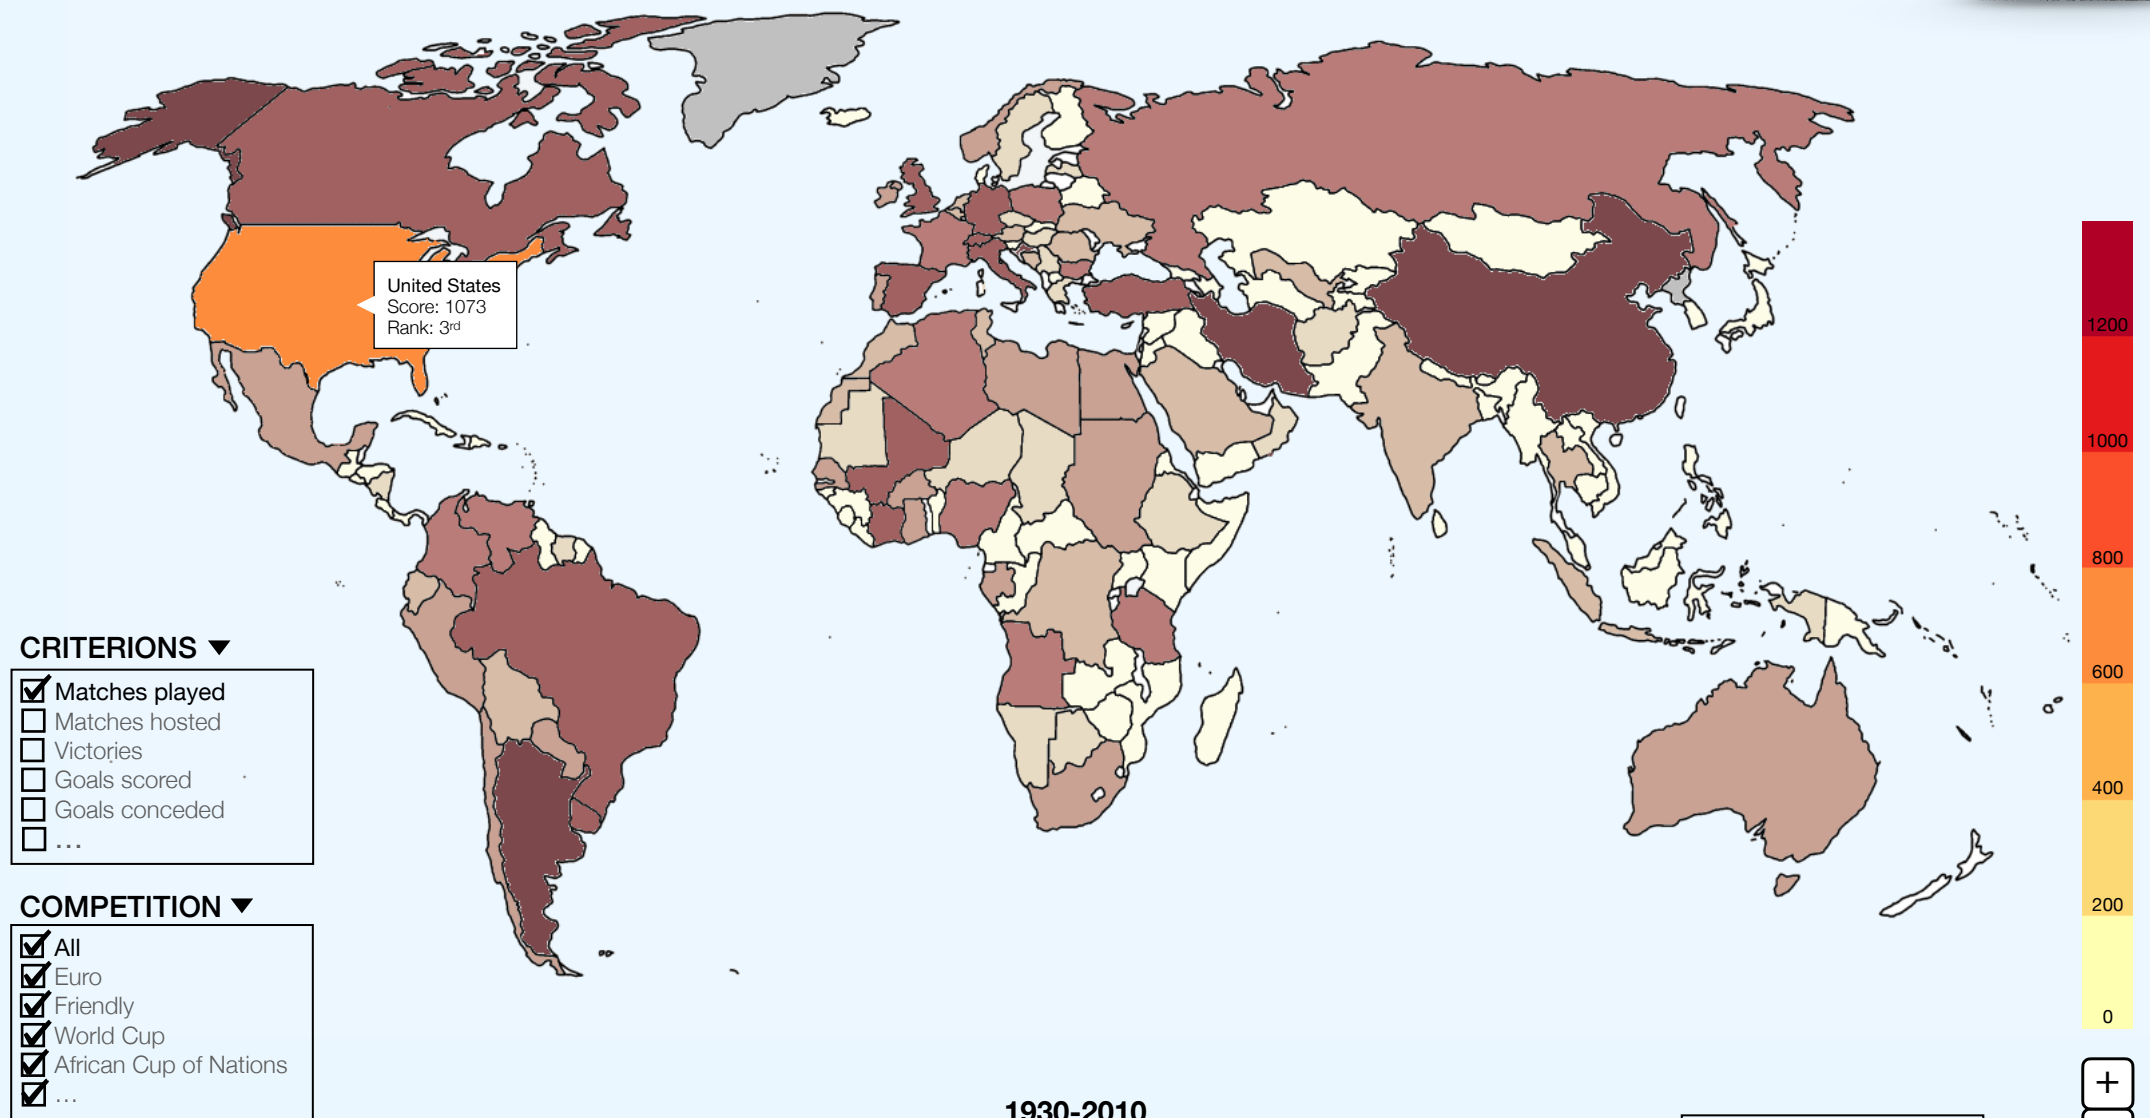 United States
Score: 1073
Rank: 3rd
CRITERIONS
Matches played
Matches hosted
Victories
Goals scored
Goals conceded
...
COMPETITION
All
Euro
Friendly
World Cup
African Cup of Nations
...
1200
1000
800
600
400
200
0
+
1930-2010